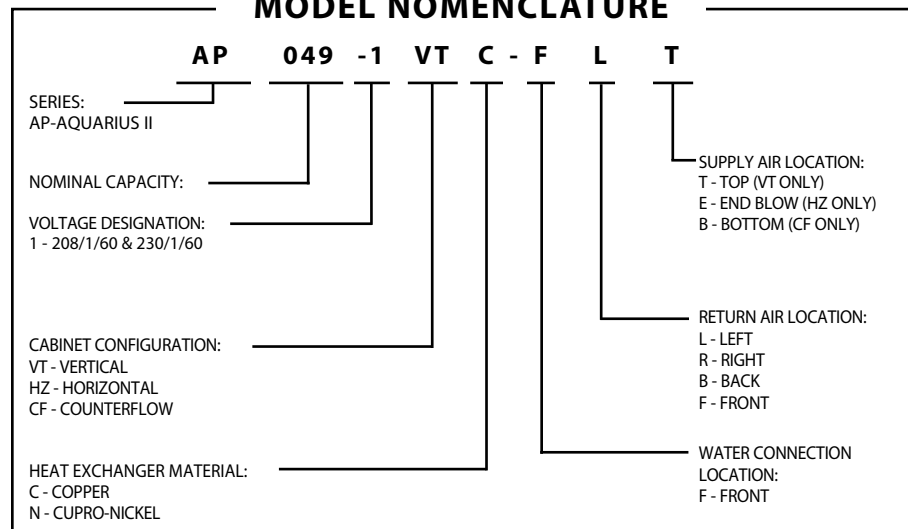 MODEL NOMENCLATURE
AP 049 -1 VT C - F L T
SERIES:
AP-AQUARIUS II
NOMINAL CAPACITY:
VOLTAGE DESIGNATION:
1 - 208/1/60 & 230/1/60
CABINET CONFIGURATION:
VT - VERTICAL
HZ - HORIZONTAL
CF - COUNTERFLOW
HEAT EXCHANGER MATERIAL:
C - COPPER
N - CUPRO-NICKEL
SUPPLY AIR LOCATION:
T - TOP (VT ONLY)
E - END BLOW (HZ ONLY)
B - BOTTOM (CF ONLY)
RETURN AIR LOCATION:
L - LEFT
R - RIGHT
B - BACK
F - FRONT
WATER CONNECTION
LOCATION:
F - FRONT